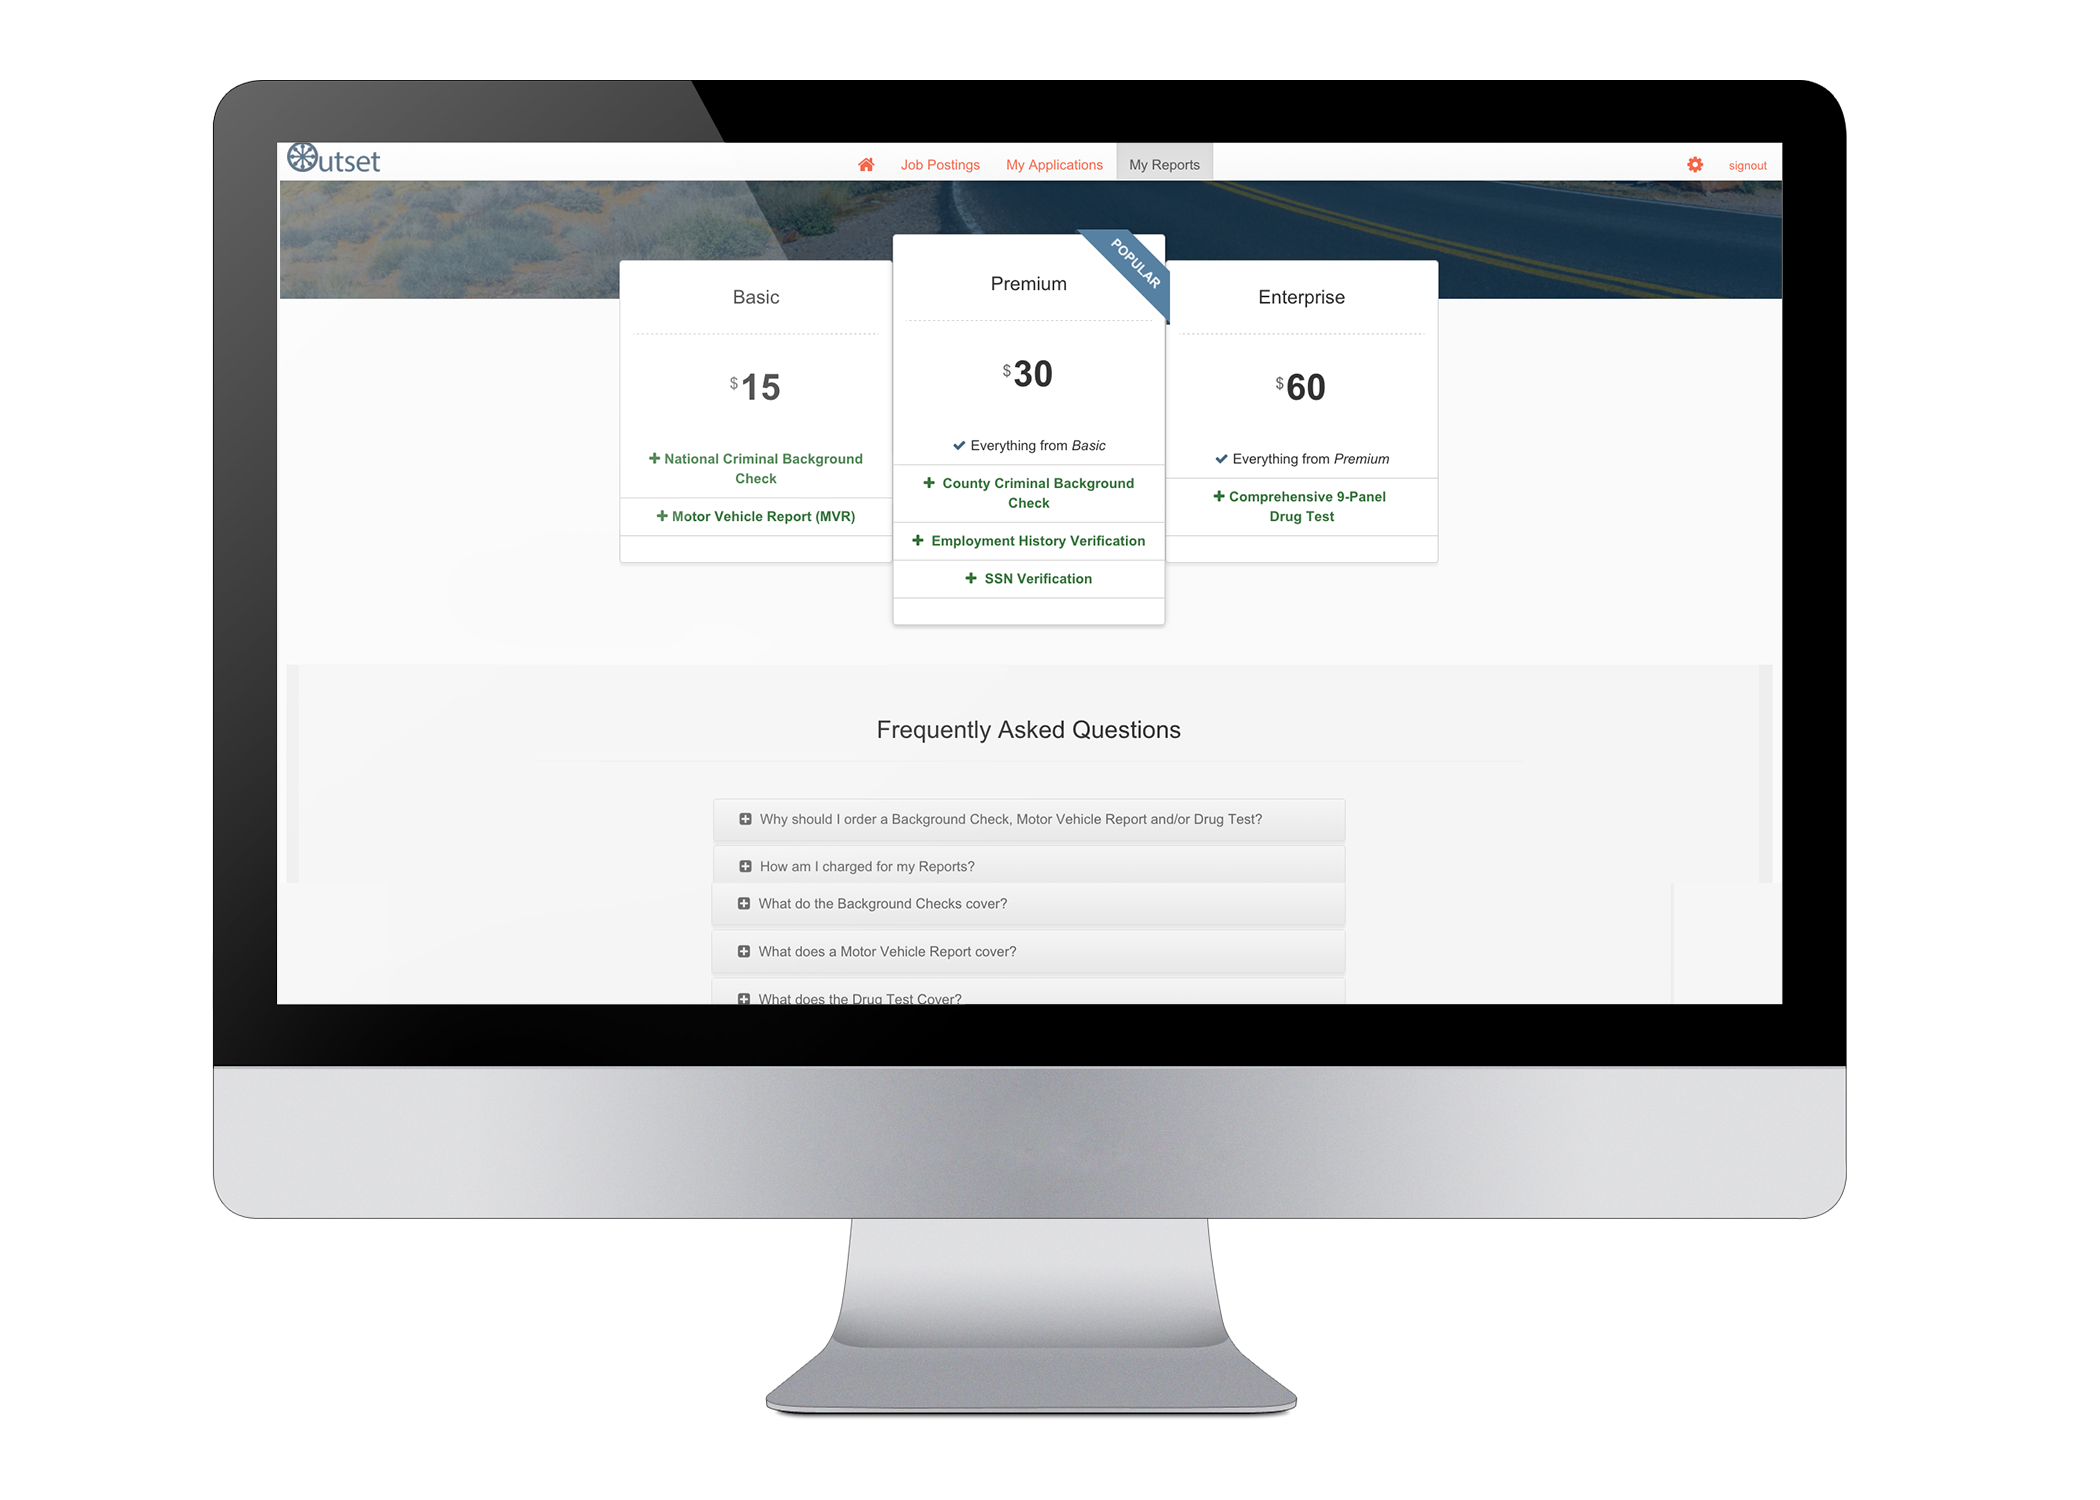 Outset
Job Postings
My Applications
My Reports
signout
Basic
$15
+ National Criminal Background
Check
+ Motor Vehicle Report (MVR)
POPULAR
Premium
$30
Everything from Basic
+ County Criminal Background
Check
+ Employment History Verification
+ SSN Verification
Enterprise
$60
Everything from Premium
+ Comprehensive 9-Panel
Drug Test
Frequently Asked Questions
Why should I order a Background Check, Motor Vehicle Report and/or Drug Test?
How am I charged for my Reports?
What do the Background Checks cover?
What does a Motor Vehicle Report cover?
What does the Drug Test Cover?